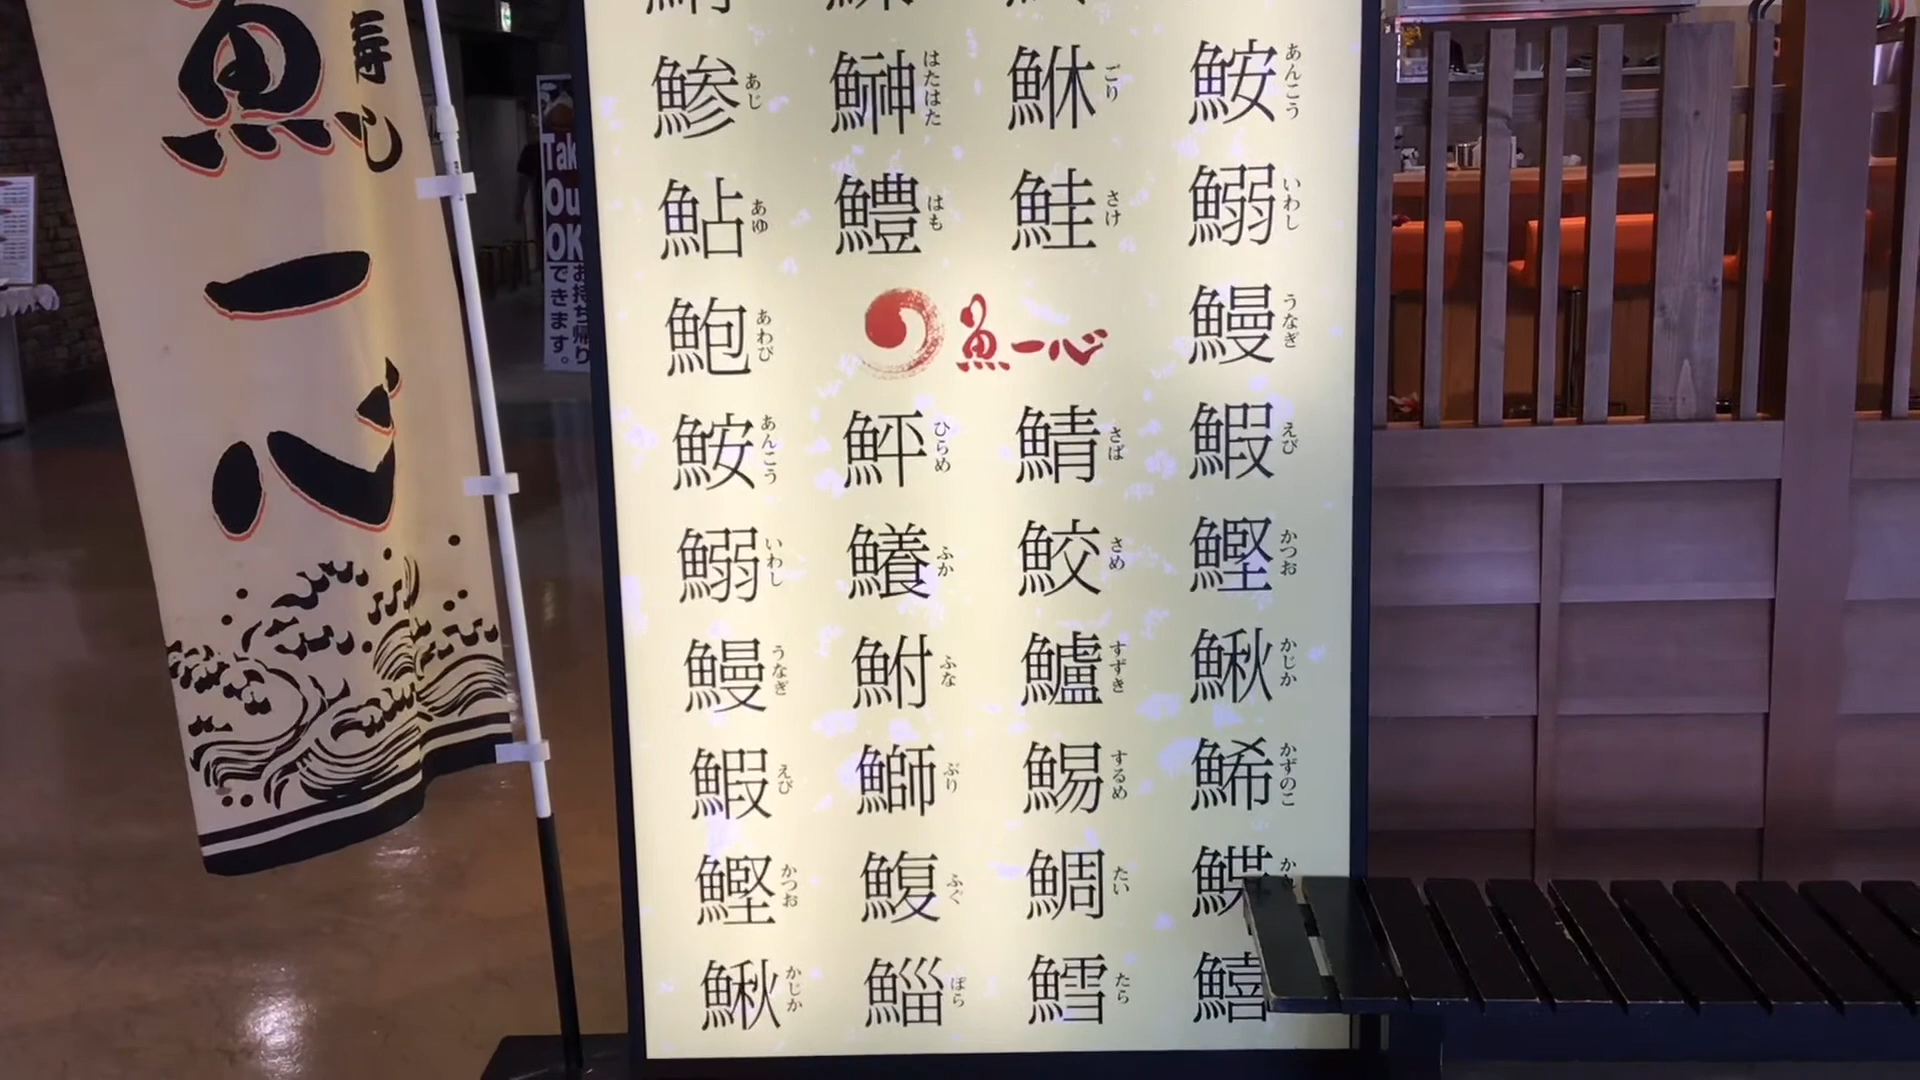 寿し
魚一心
Tak
Ou
OK
お持ち帰り
できます。
鯵 あじ
鰰 はたはた
鮴 ごり
鮟 あんこう
鮎 あゆ
鱧 はも
鮭 さけ
鰯 いわし
鮑 あわび
魚一心
鰻 うなぎ
鮟 あんこう
鮃 ひらめ
鯖 さば
鰕 えび
鰯 いわし
鱶 ふか
鮫 さめ
鰹 かつお
鰻 うなぎ
鮒 ふな
鱸 すずき
鰍 かじか
鰕 えび
鰤 ぶり
鯣 するめ
鯑 かずのこ
鰹 かつお
鰒 ふぐ
鯛 たい
鰈 か
鰍 かじか
鯔 ぼら
鱈 たら
鱚